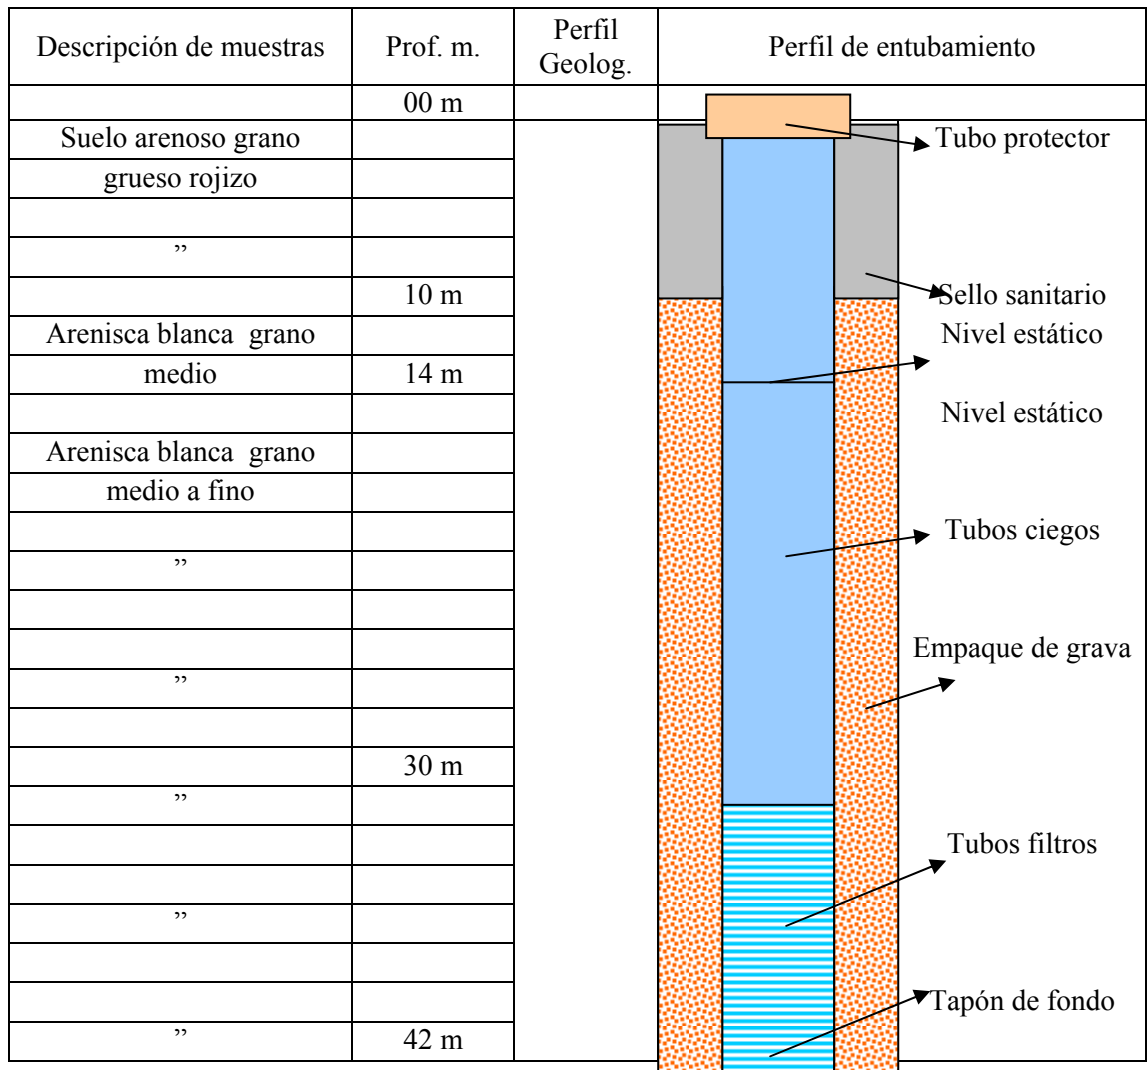 Descripción de muestras Prof. m. Perfil Geolog. Perfil de entubamiento
00 m
Suelo arenoso grano Tubo protector
grueso rojizo
”
10 m Sello sanitario
Arenisca blanca grano Nivel estático
medio 14 m
Nivel estático
Arenisca blanca grano
medio a fino
Tubos ciegos
”
Empaque de grava
”
30 m
”
Tubos filtros
”
Tapón de fondo
” 42 m